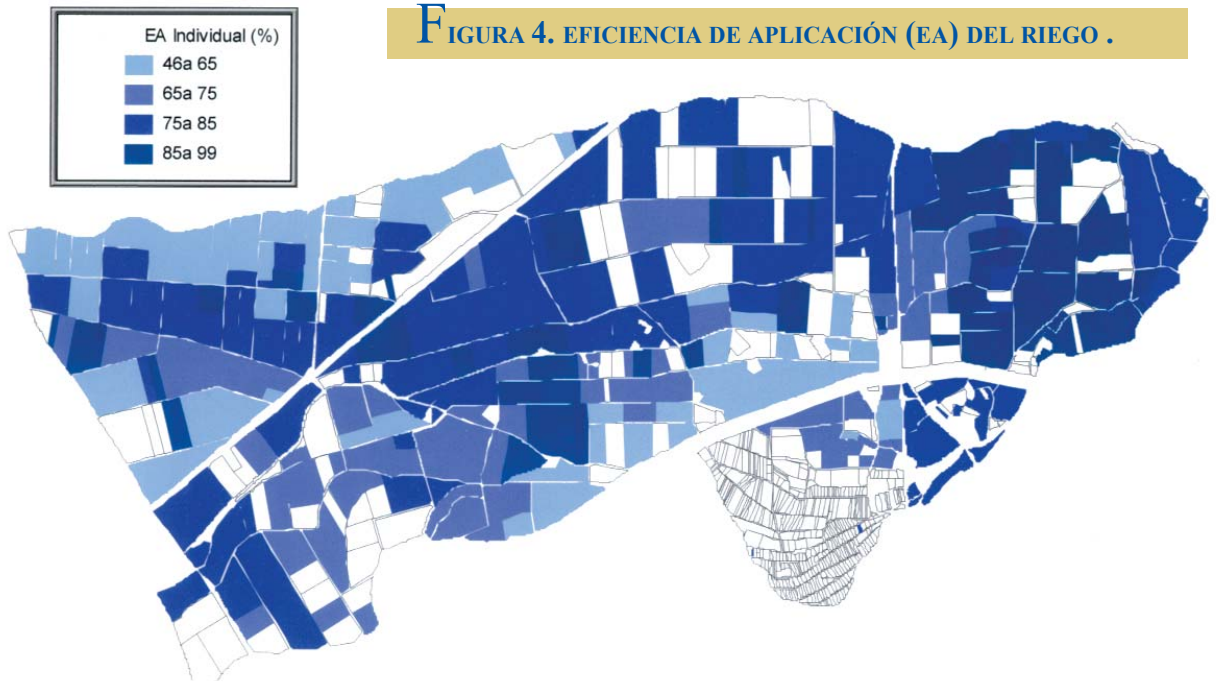 FIGURA 4. EFICIENCIA DE APLICACIÓN (EA) DEL RIEGO .
EA Individual (%)
46a 65
65a 75
75a 85
85a 99